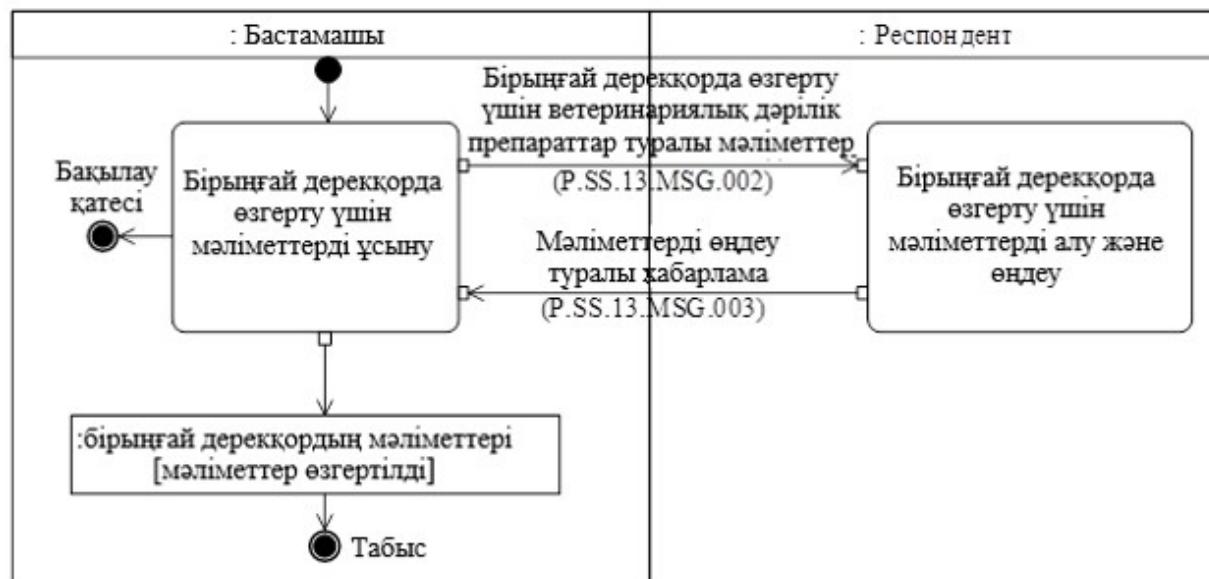 : Бастамашы
: Респондент
Бірыңғай дерекқорда өзгерту
үшін ветеринариялық дәрілік
препараттар туралы мәліметтер
(P.SS.13.MSG.002)
Бақылау
қатесі
Бірыңғай дерекқорда
өзгерту үшін
мәліметтерді ұсыну
Бірыңғай дерекқорда
өзгерту үшін
мәліметтерді алу және
өңдеу
Мәліметтерді өңдеу
туралы хабарлама
(P.SS.13.MSG.003)
:бірыңғай дерекқордың мәліметтері
[мәліметтер өзгертілді]
Табыс